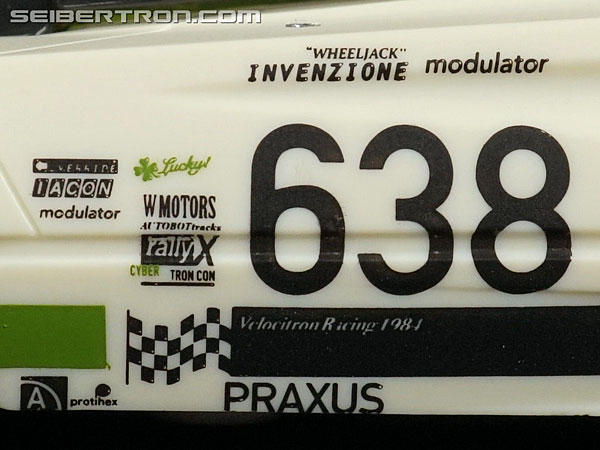 SEIBERTRON.com
"WHEELJACK"
INVENZIONE modulator
638
Lucky!
IACON
modulator
W MOTORS
AUTOBOTtracks
rallyX
CYBER TRON CON
Velocitron Racing 1984
A
protihex
PRAXUS